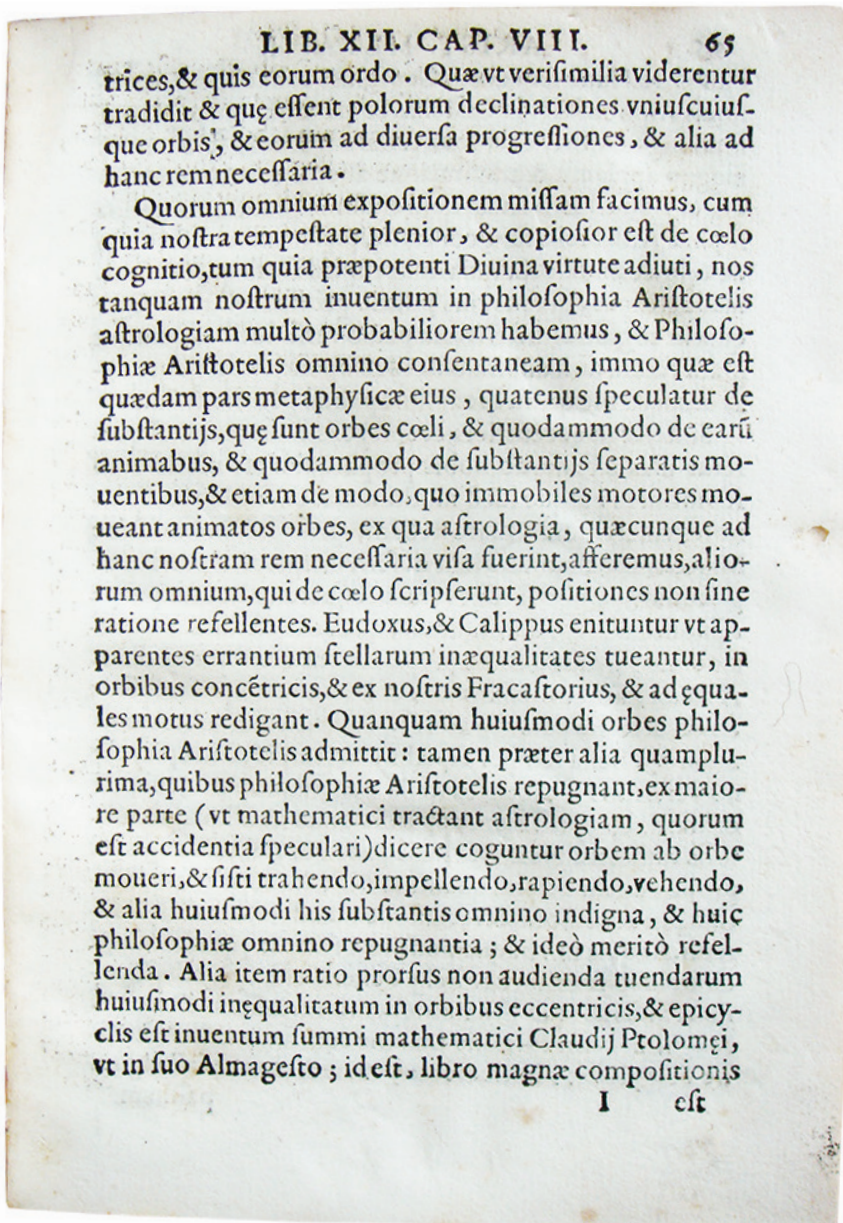 LIB. XII. CAP. VIII. 65
trices,& quis eorum ordo. Quæ vt verisimilia viderentur
tradidit & quę eſſent polorum declinationes vniuſcuiuſ-
que orbis', & eorum ad diuerſa progreſſiones, & alia ad
hanc rem neceſſaria.
Quorum omnium expoſitionem miſſam facimus, cum
quia noſtra tempeſtate plenior, & copioſior eſt de cœlo
cognitio,tum quia præpotenti Diuina virtute adiuti, nos
tanquam noſtrum inuentum in philoſophia Ariſtotelis
aſtrologiam multò probabiliorem habemus, & Philoſo-
phiæ Ariſtotelis omnino conſentaneam, immo quæ eſt
quædam pars metaphyſicæ eius, quatenus ſpeculatur de
ſubſtantijs,quę ſunt orbes cœli, & quodammodo de earũ
animabus, & quodammodo de ſubſtantijs ſeparatis mo-
uentibus,& etiam de modo,quo immobiles motores mo-
ueant animatos orbes, ex qua aſtrologia, quæcunque ad
hanc noſtram rem neceſſaria viſa fuerint,afferemus,alio-
rum omnium,qui de cœlo ſcripſerunt, poſitiones non ſine
ratione refellentes. Eudoxus,& Calippus enituntur vt ap-
parentes errantium ſtellarum inæqualitates tueantur, in
orbibus concẽtricis,& ex noſtris Fracaſtorius, & ad ęqua-
les motus redigant. Quanquam huiuſmodi orbes philo-
ſophia Ariſtotelis admittit: tamen præter alia quamplu-
rima,quibus philoſophiæ Ariſtotelis repugnant,ex maio-
re parte (vt mathematici tractant aſtrologiam, quorum
eſt accidentia ſpeculari)dicere coguntur orbem ab orbe
moueri,& ſiſti trahendo,impellendo,rapiendo,vehendo,
& alia huiuſmodi his ſubſtantis omnino indigna, & huic
philoſophiæ omnino repugnantia; & ideò meritò refel-
lenda. Alia item ratio prorſus non audienda tuendarum
huiuſmodi inęqualitatum in orbibus eccentricis,& epicy-
clis eſt inuentum ſummi mathematici Claudij Ptolomęi,
vt in ſuo Almageſto; id eſt, libro magnæ compoſitionis
I eſt